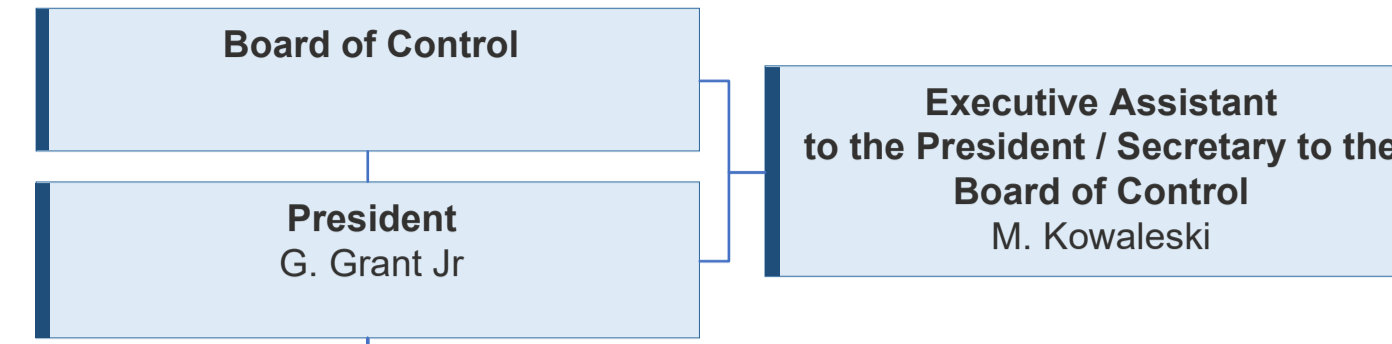 Board of Control
President
G. Grant Jr
Executive Assistant
to the President / Secretary to the
Board of Control
M. Kowaleski